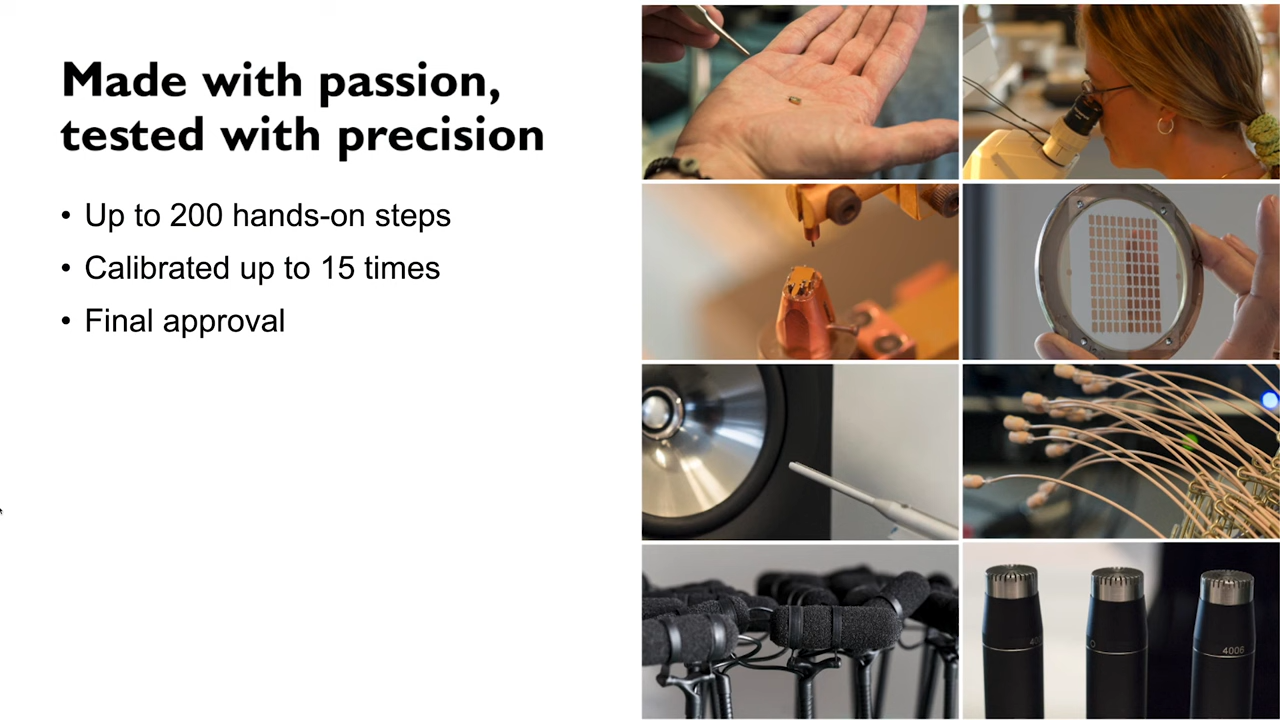 Made with passion,
tested with precision
• Up to 200 hands-on steps
• Calibrated up to 15 times
• Final approval
4006